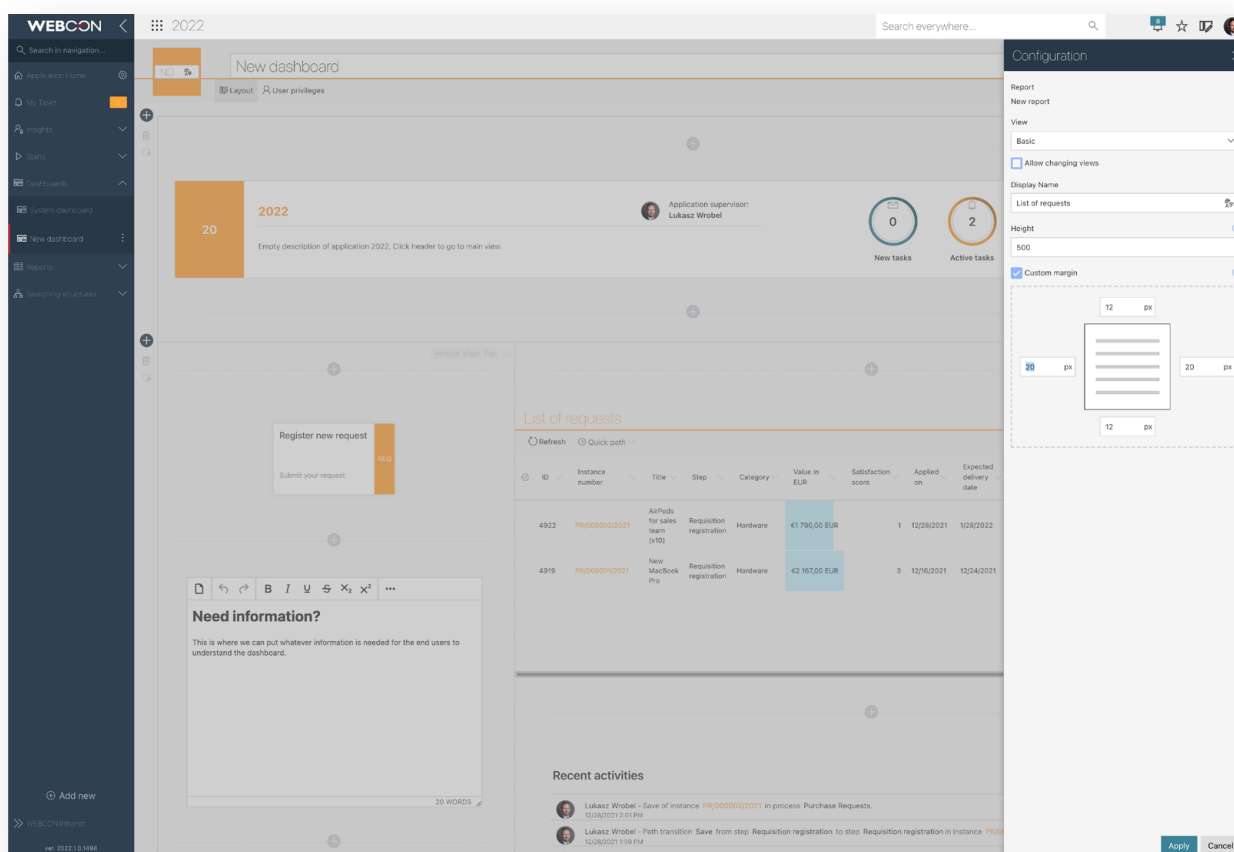 WEBCON
2022
Search everywhere...
8
Search in navigation...
Application Home
My Tasks
Insights
Starts
Dashboards
System dashboard
New dashboard
Reports
Searching structures
Add new
WEBCON Intranet
ver. 2022.1.0.1498
ND
New dashboard
Layout
User privileges
20
2022
Empty description of application 2022. Click header to go to main view.
Application supervisor:
Lukasz Wrobel
0
New tasks
2
Active tasks
Vertical align: Top
Register new request
Submit your request.
REQ
B I U S X₂ X² •••
Need information?
This is where we can put whatever information is needed for the end users to
understand the dashboard.
20 WORDS
List of requests
Refresh Quick path
ID Instance number Title Step Category Value in EUR Satisfaction score Applied on Expected delivery date
4922 PR/000002/2021 AirPods for sales team (x10) Requisition registration Hardware €1 790,00 EUR 1 12/28/2021 1/28/2022
4919 PR/000001/2021 New MacBook Pro Requisition registration Hardware €2 167,00 EUR 3 12/16/2021 12/24/2021
Recent activities
Lukasz Wrobel - Save of instance PR/000002/2021 in process Purchase Requests.
12/28/2021 2:01 PM
Lukasz Wrobel - Path transition Save from step Requisition registration to step Requisition registration in instance
12/28/2021 1:59 PM
Configuration
Report
New report
View
Basic
Allow changing views
Display Name
List of requests
Height
500
Custom margin
12 px
20 px
20 px
12 px
Apply
Cancel